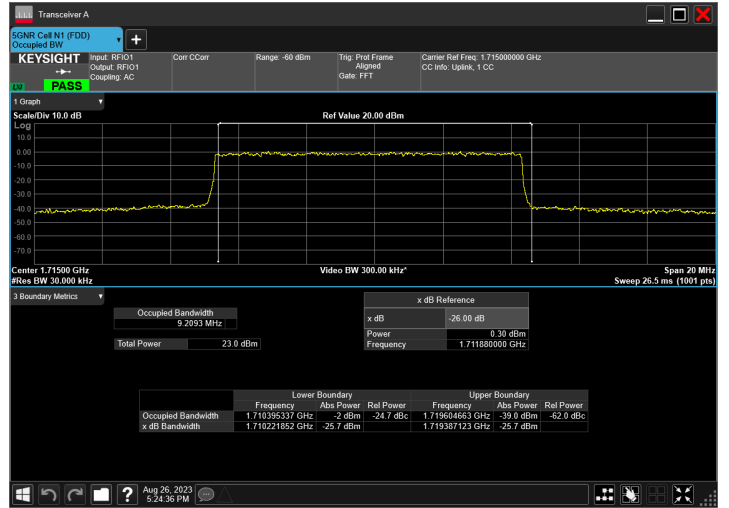 Transceiver A
5GNR Cell N1 (FDD)
Occupied BW
KEYSIGHT
Input: RFIO1
Output: RFIO1
Coupling: AC
Corr CCorr
Range: -60 dBm
Trig: Prot Frame
Aligned
Gate: FFT
Carrier Ref Freq: 1.715000000 GHz
CC Info: Uplink, 1 CC
LXI
PASS
1 Graph
Scale/Div 10.0 dB
Ref Value 20.00 dBm
Log
10.0
0.00
-10.0
-20.0
-30.0
-40.0
-50.0
-60.0
-70.0
Center 1.71500 GHz
Video BW 300.00 kHz*
Span 20 MHz
#Res BW 30.000 kHz
Sweep 26.5 ms (1001 pts)
3 Boundary Metrics
Occupied Bandwidth
9.2093 MHz
Total Power 23.0 dBm
x dB Reference
x dB -26.00 dB
Power 0.30 dBm
Frequency 1.711880000 GHz
Lower Boundary Upper Boundary
Frequency Abs Power Rel Power Frequency Abs Power Rel Power
Occupied Bandwidth 1.710395337 GHz -2 dBm -24.7 dBc 1.719604663 GHz -39.0 dBm -62.0 dBc
x dB Bandwidth 1.710221852 GHz -25.7 dBm 1.719387123 GHz -25.7 dBm
Aug 26, 2023
5:24:36 PM